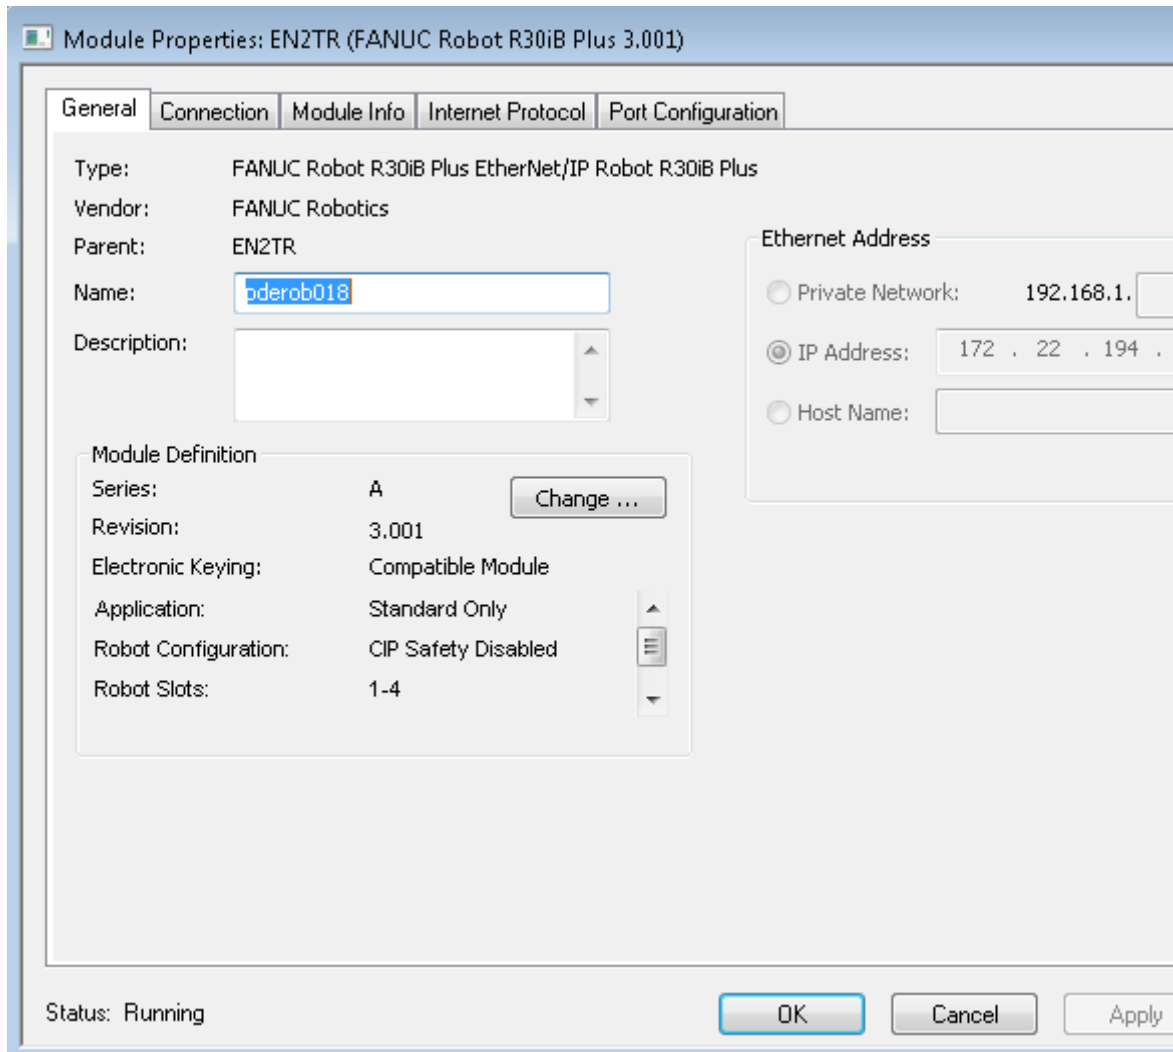 Module Properties: EN2TR (FANUC Robot R30iB Plus 3.001)
General Connection Module Info Internet Protocol Port Configuration
Type: FANUC Robot R30iB Plus EtherNet/IP Robot R30iB Plus
Vendor: FANUC Robotics
Parent: EN2TR
Name: oderob018
Description:
Ethernet Address
Private Network: 192.168.1.
IP Address: 172 . 22 . 194 .
Host Name:
Module Definition
Series: A
Change ...
Revision: 3.001
Electronic Keying: Compatible Module
Application: Standard Only
Robot Configuration: CIP Safety Disabled
Robot Slots: 1-4
Status: Running
OK Cancel Apply